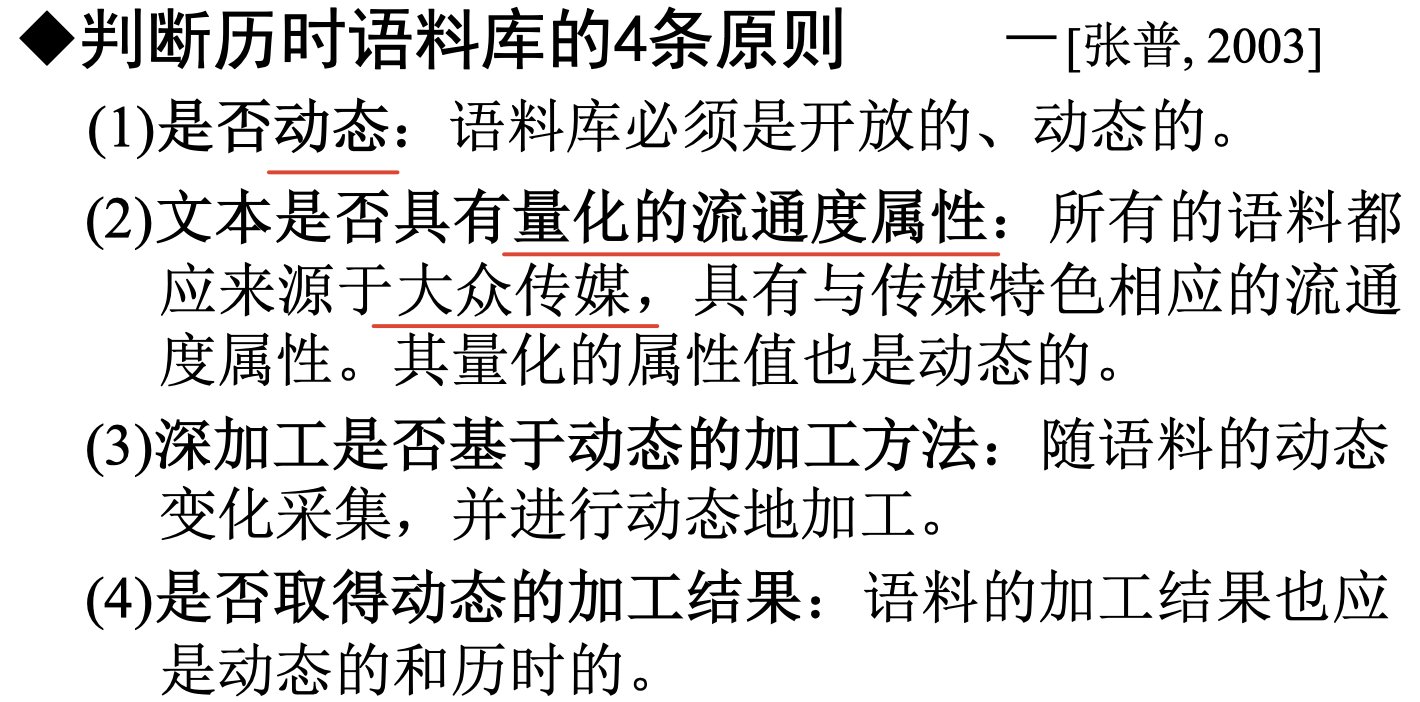 ◆判断历时语料库的4条原则 —[张普, 2003]
(1)是否动态：语料库必须是开放的、动态的。
(2)文本是否具有量化的流通度属性：所有的语料都
应来源于大众传媒，具有与传媒特色相应的流通
度属性。其量化的属性值也是动态的。
(3)深加工是否基于动态的加工方法：随语料的动态
变化采集，并进行动态地加工。
(4)是否取得动态的加工结果：语料的加工结果也应
是动态的和历时的。